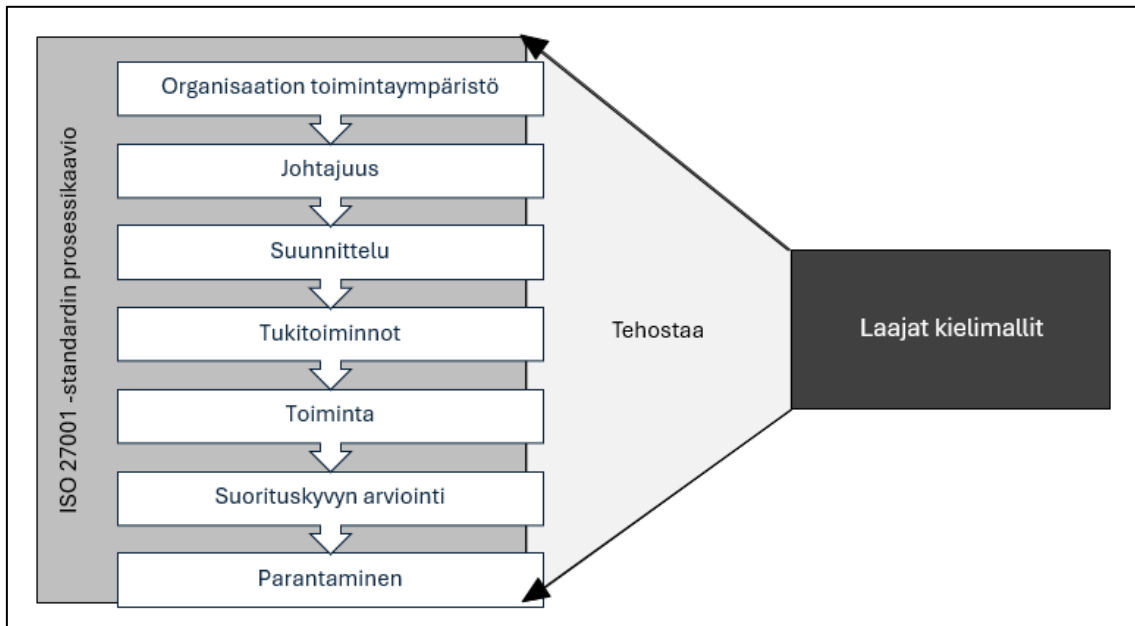 ISO 27001 -standardin prosessikaavio
Organisaation toimintaympäristö
Johtajuus
Suunnittelu
Tukitoiminnot
Toiminta
Suorituskyvyn arviointi
Parantaminen
Tehostaa
Laajat kielimallit